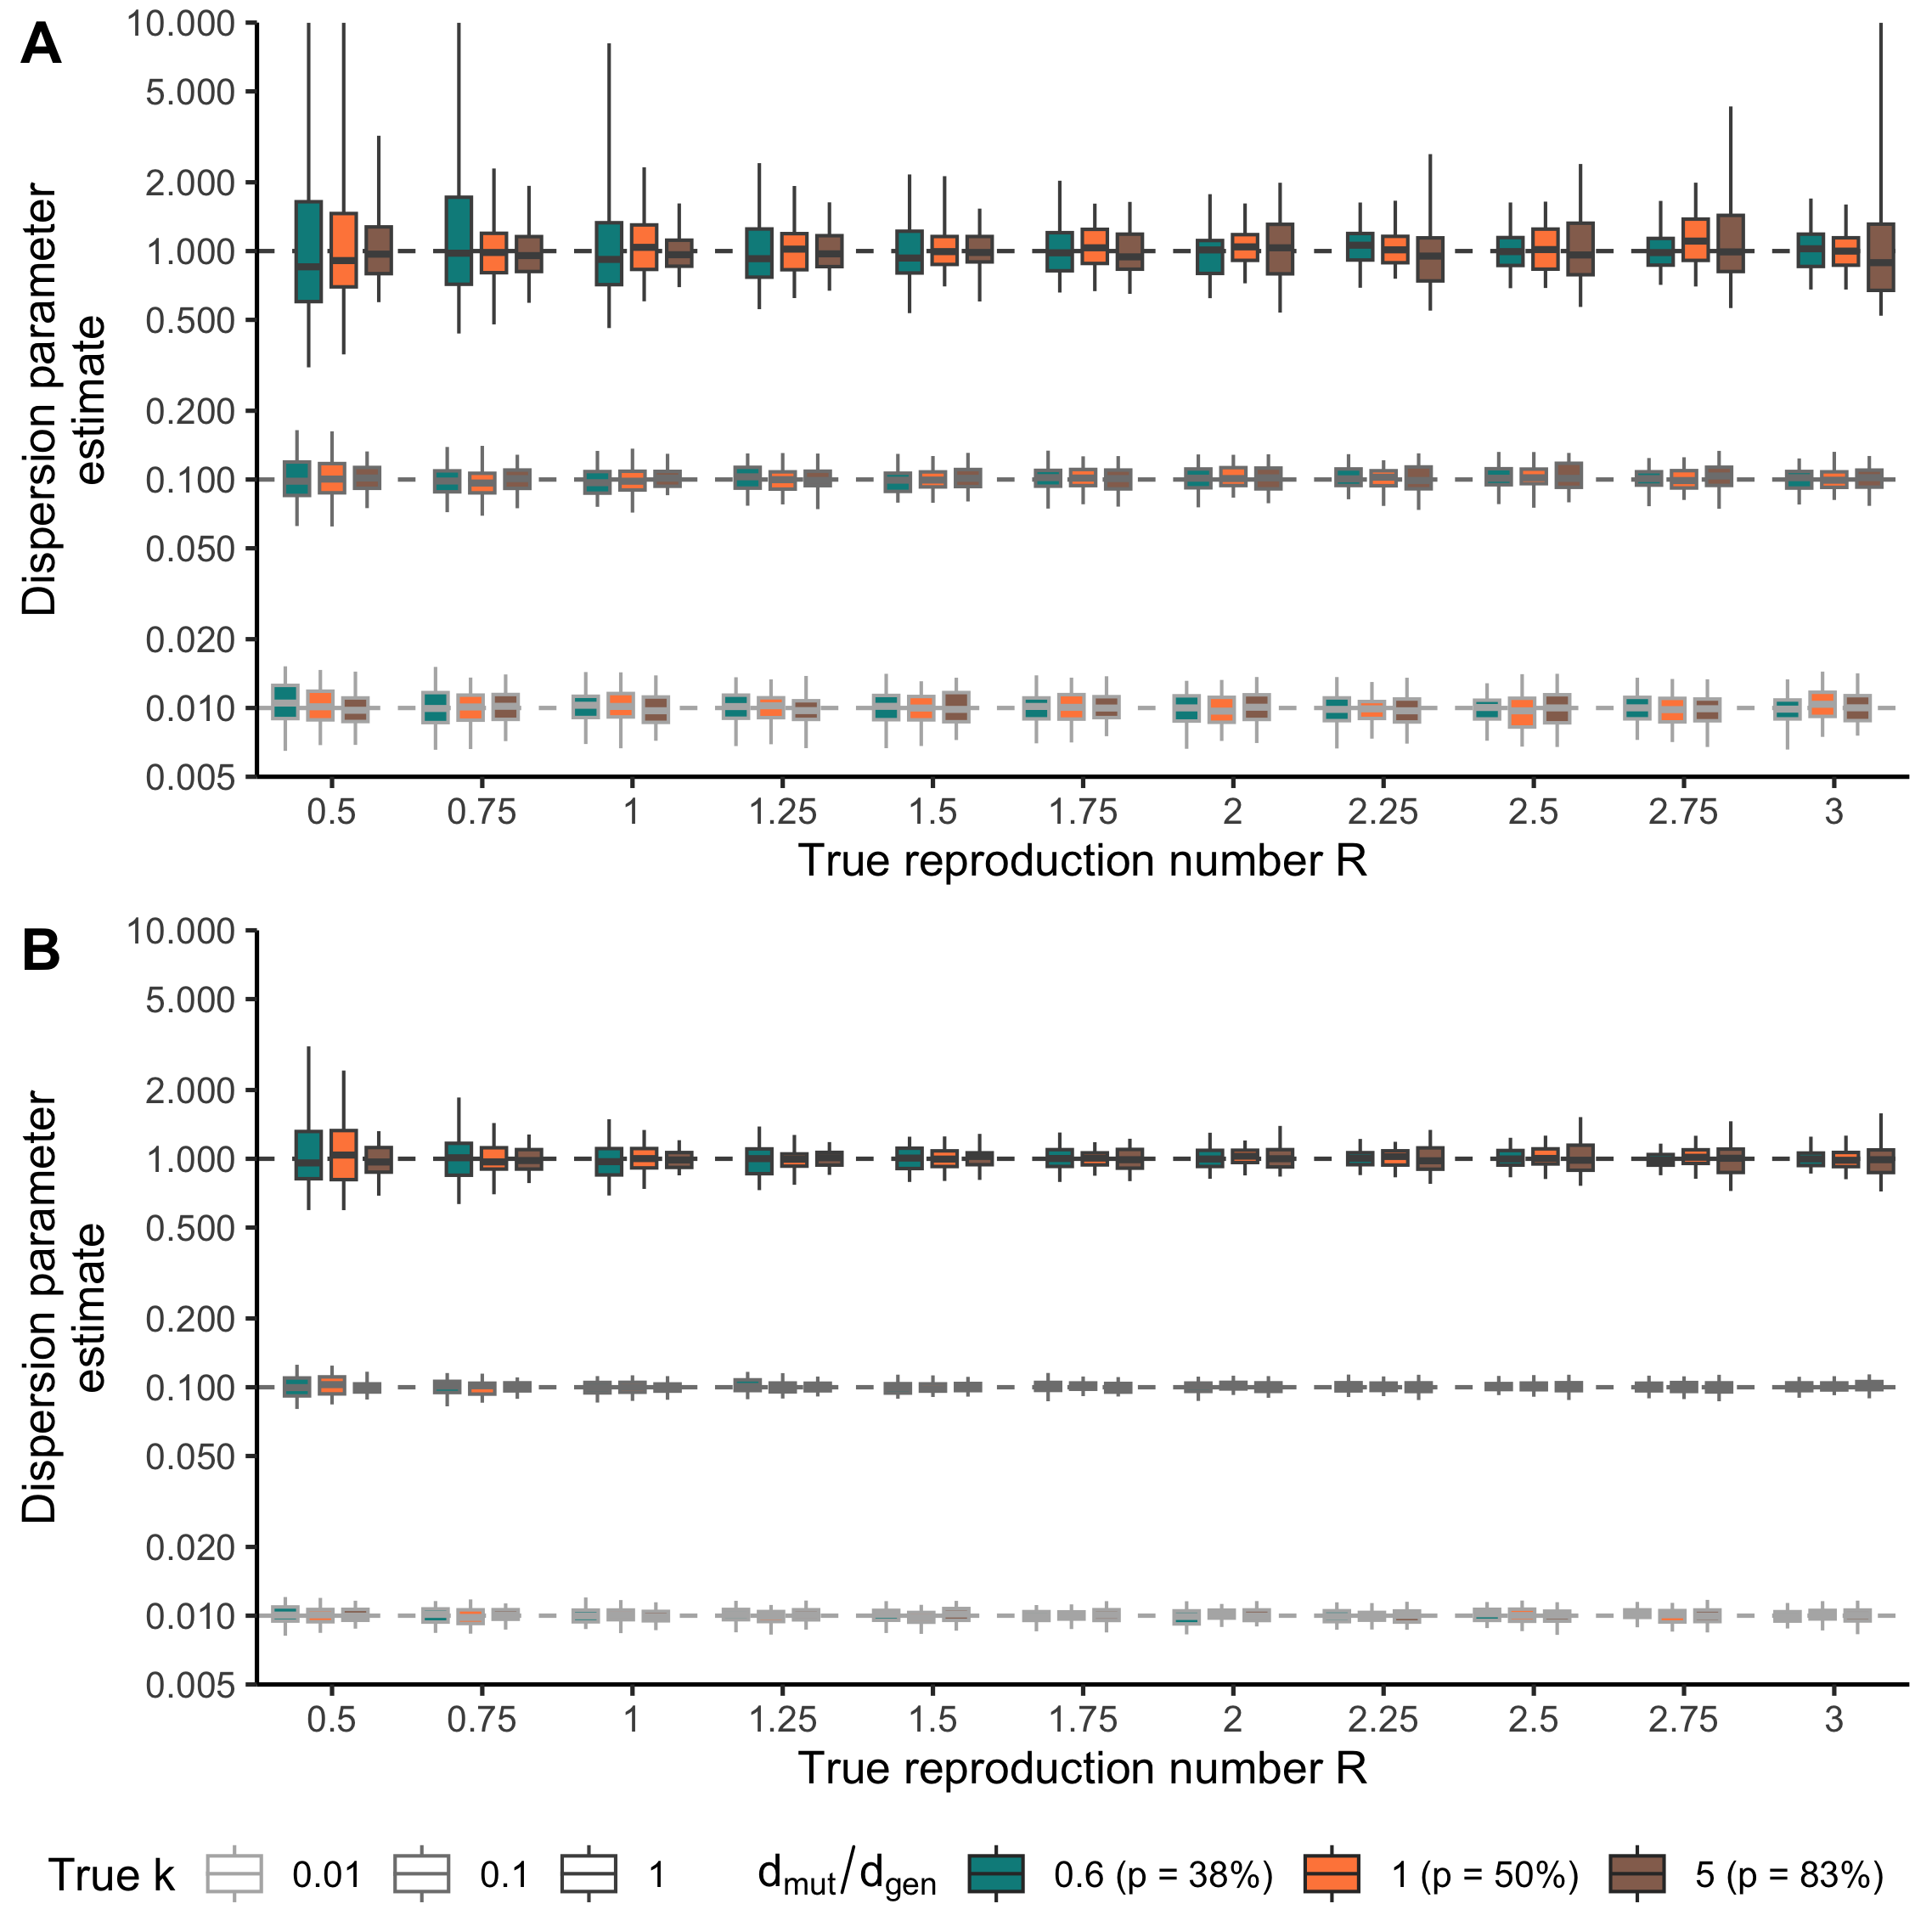 A
10.000
5.000
2.000
1.000
0.500
0.200
0.100
0.050
0.020
0.010
0.005
Dispersion parameter
estimate
0.5 0.75 1 1.25 1.5 1.75 2 2.25 2.5 2.75 3
True reproduction number R
B
10.000
5.000
2.000
1.000
0.500
0.200
0.100
0.050
0.020
0.010
0.005
Dispersion parameter
estimate
0.5 0.75 1 1.25 1.5 1.75 2 2.25 2.5 2.75 3
True reproduction number R
True k 0.01 0.1 1 dmut/dgen 0.6 (p = 38%) 1 (p = 50%) 5 (p = 83%)